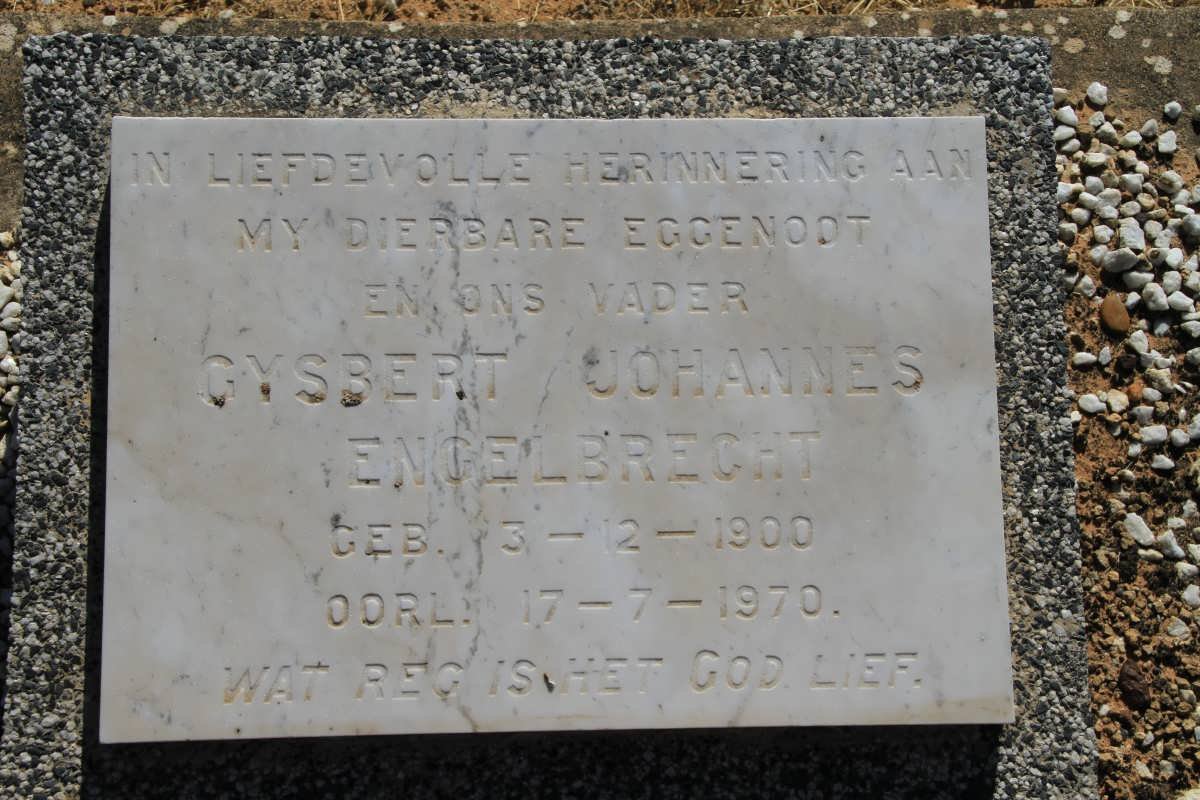 IN LIEFDEVOLLE HERINNERING AAN
MY DIERBARE EGGENOOT
EN ONS VADER
GYSBERT JOHANNES
ENGELBRECHT
GEB. 3-12-1900
OORL. 17-7-1970.
WAT REG IS HET GOD LIEF.